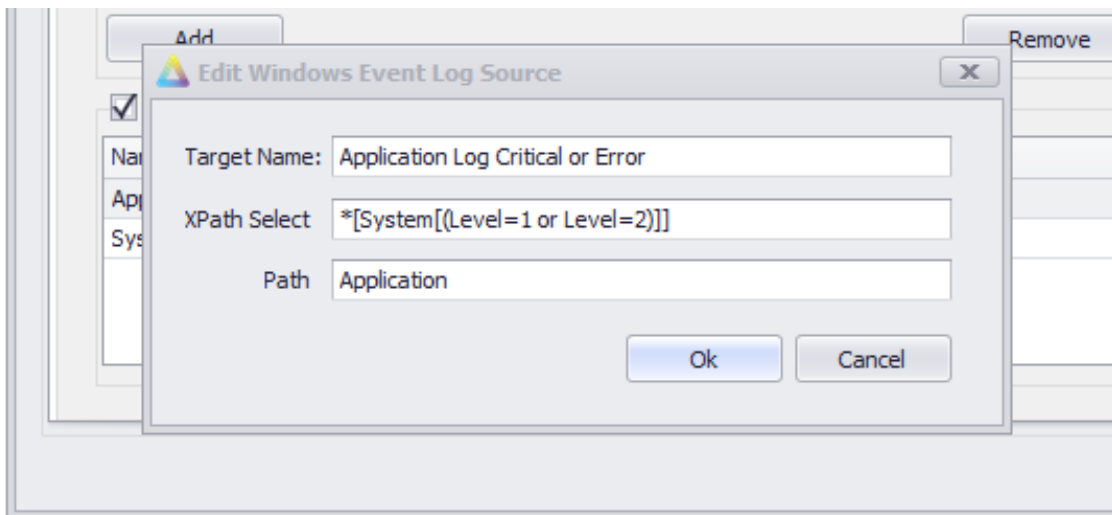 Add
Remove
Edit Windows Event Log Source
Target Name: Application Log Critical or Error
XPath Select *[System[(Level=1 or Level=2)]]
Path Application
Ok Cancel